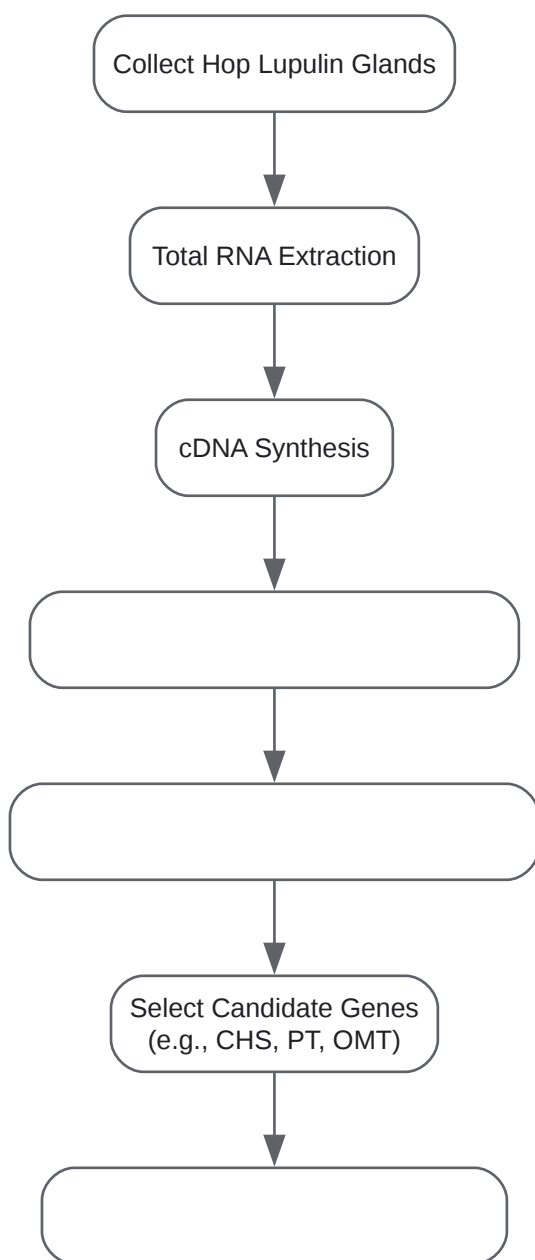 Collect Hop Lupulin Glands
Total RNA Extraction
cDNA Synthesis
Select Candidate Genes
(e.g., CHS, PT, OMT)